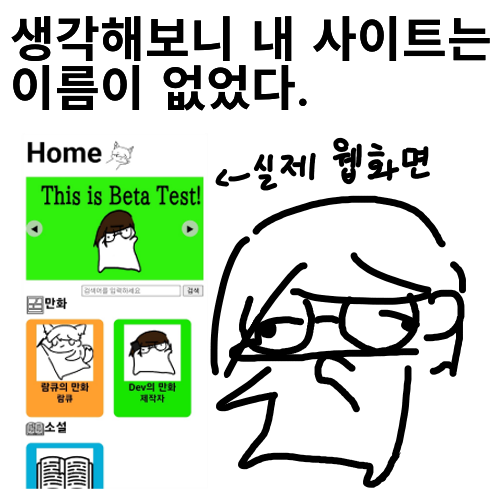 생각해보니 내 사이트는
이름이 없었다.
Home
←실제 웹화면
This is Beta Test!
검색어를 입력하세요
검색
만화
람큐의 만화
람큐
Dev의 만화
제작자
소설